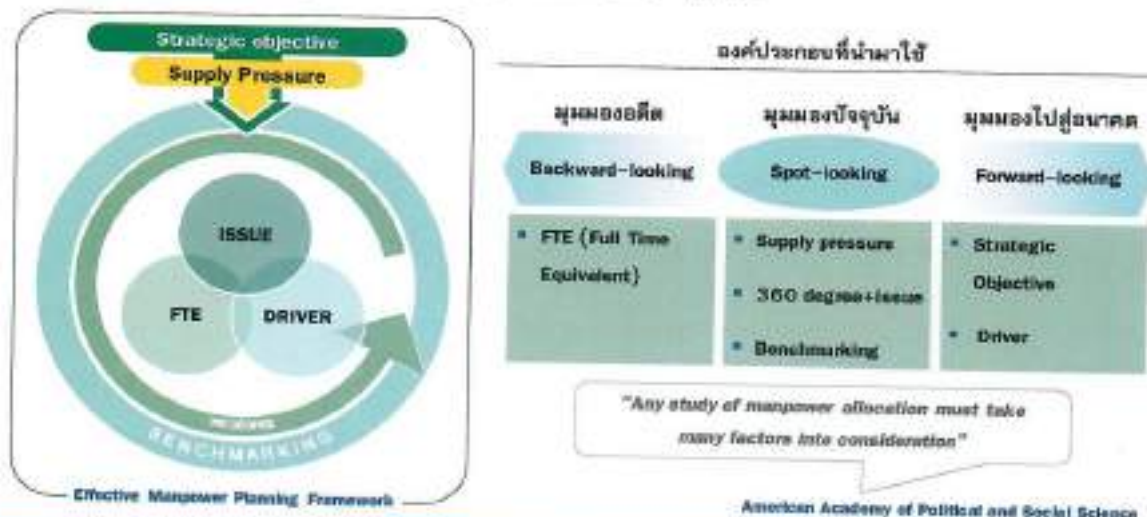 Strategic objective
Supply Pressure
ISSUE
FTE
DRIVER
BENCHMARKING
Effective Manpower Planning Framework
องค์ประกอบที่นำมาใช้
มุมมองอดีต
มุมมองปัจจุบัน
มุมมองไปสู่อนาคต
Backward-looking
Spot-looking
Forward-looking
▪ FTE (Full Time
Equivalent)
▪ Supply pressure
▪ 360 degree+issue
▪ Benchmarking
▪ Strategic
Objective
▪ Driver
"Any study of manpower allocation must take
many factors into consideration"
American Academy of Political and Social Science